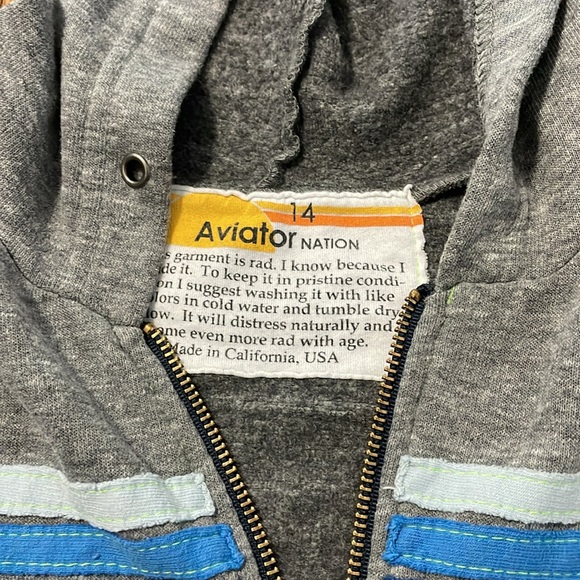 14
Aviator NATION
s garment is rad. I know because I
de it. To keep it in pristine condi-
on I suggest washing it with like
olors in cold water and tumble dry
low. It will distress naturally and
ome even more rad with age.
Made in California, USA